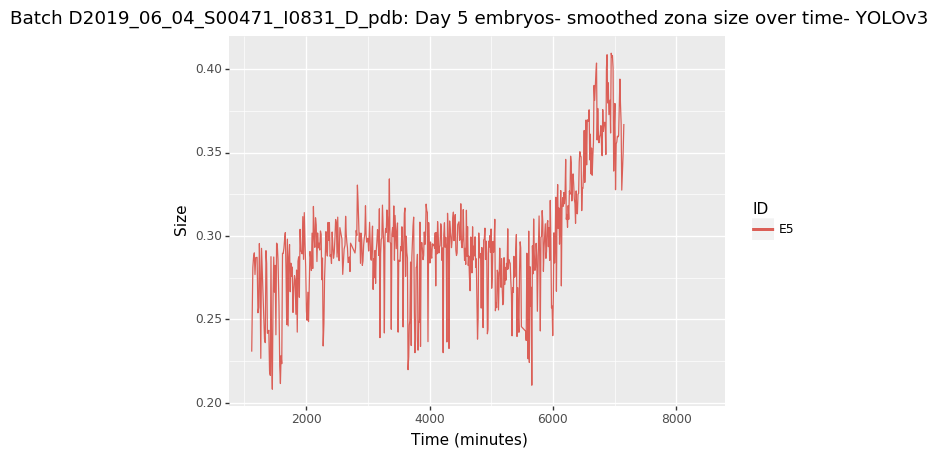 Batch D2019_06_04_S00471_I0831_D_pdb: Day 5 embryos- smoothed zona size over time- YOLOv3
0.40
0.35
0.30
0.25
0.20
Size
2000 4000 6000 8000
Time (minutes)
ID
E5